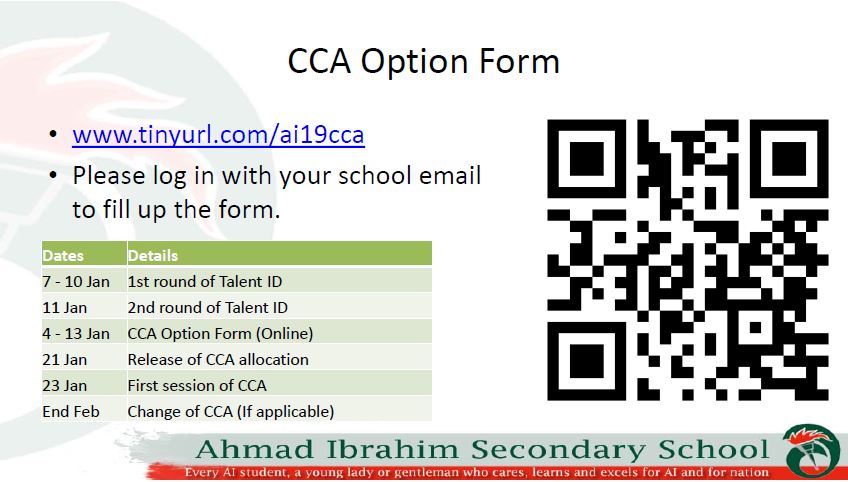 CCA Option Form
• www.tinyurl.com/ai19cca
• Please log in with your school email
to fill up the form.
Dates Details
7 - 10 Jan 1st round of Talent ID
11 Jan 2nd round of Talent ID
4 - 13 Jan CCA Option Form (Online)
21 Jan Release of CCA allocation
23 Jan First session of CCA
End Feb Change of CCA (If applicable)
Ahmad Ibrahim Secondary School
Every AI student, a young lady or gentleman who cares, learns and excels for AI and for nation